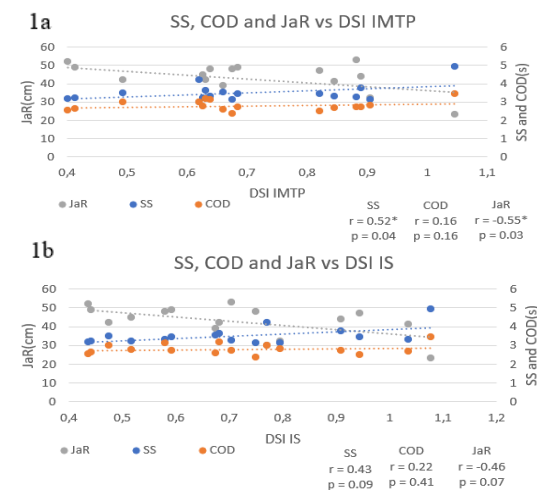 1a
SS, COD and JaR vs DSI IMTP
60 6
50 5
40 4
30 3
20 2
10 1
0 0
JaR(cm)
SS and COD(s)
0,4 0,5 0,6 0,7 0,8 0,9 1 1,1
DSI IMTP
JaR SS COD
SS COD JaR
r = 0.52* r = 0.16 r = -0.55*
p = 0.04 p = 0.16 p = 0.03
1b
SS, COD and JaR vs DSI IS
60 6
50 5
40 4
30 3
20 2
10 1
0 0
JaR(cm)
SS and COD(s)
0,4 0,5 0,6 0,7 0,8 0,9 1 1,1 1,2
DSI IS
JaR SS COD
SS COD JaR
r = 0.43 r = 0.22 r = -0.46
p = 0.09 p = 0.41 p = 0.07